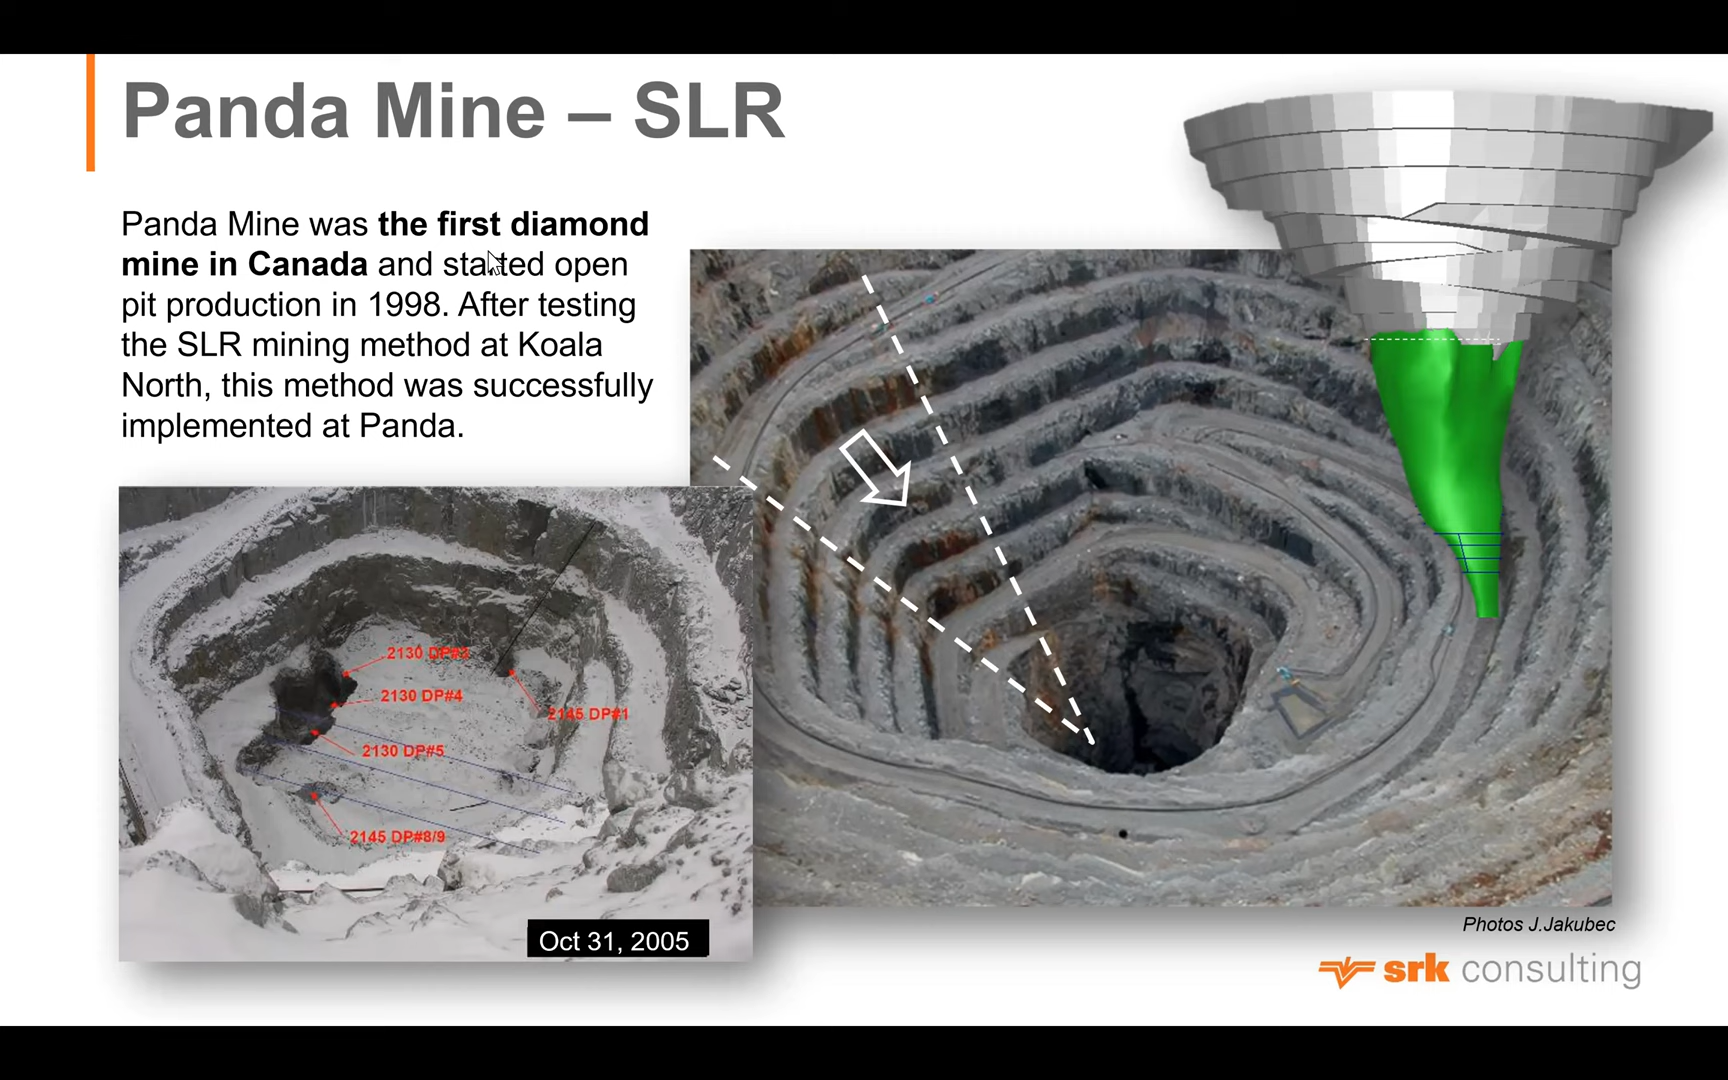 Panda Mine – SLR
Panda Mine was the first diamond
mine in Canada and started open
pit production in 1998. After testing
the SLR mining method at Koala
North, this method was successfully
implemented at Panda.
2130 DP#3
2130 DP#4
2145 DP#1
2130 DP#5
2145 DP#8/9
Oct 31, 2005
Photos J.Jakubec
srk consulting